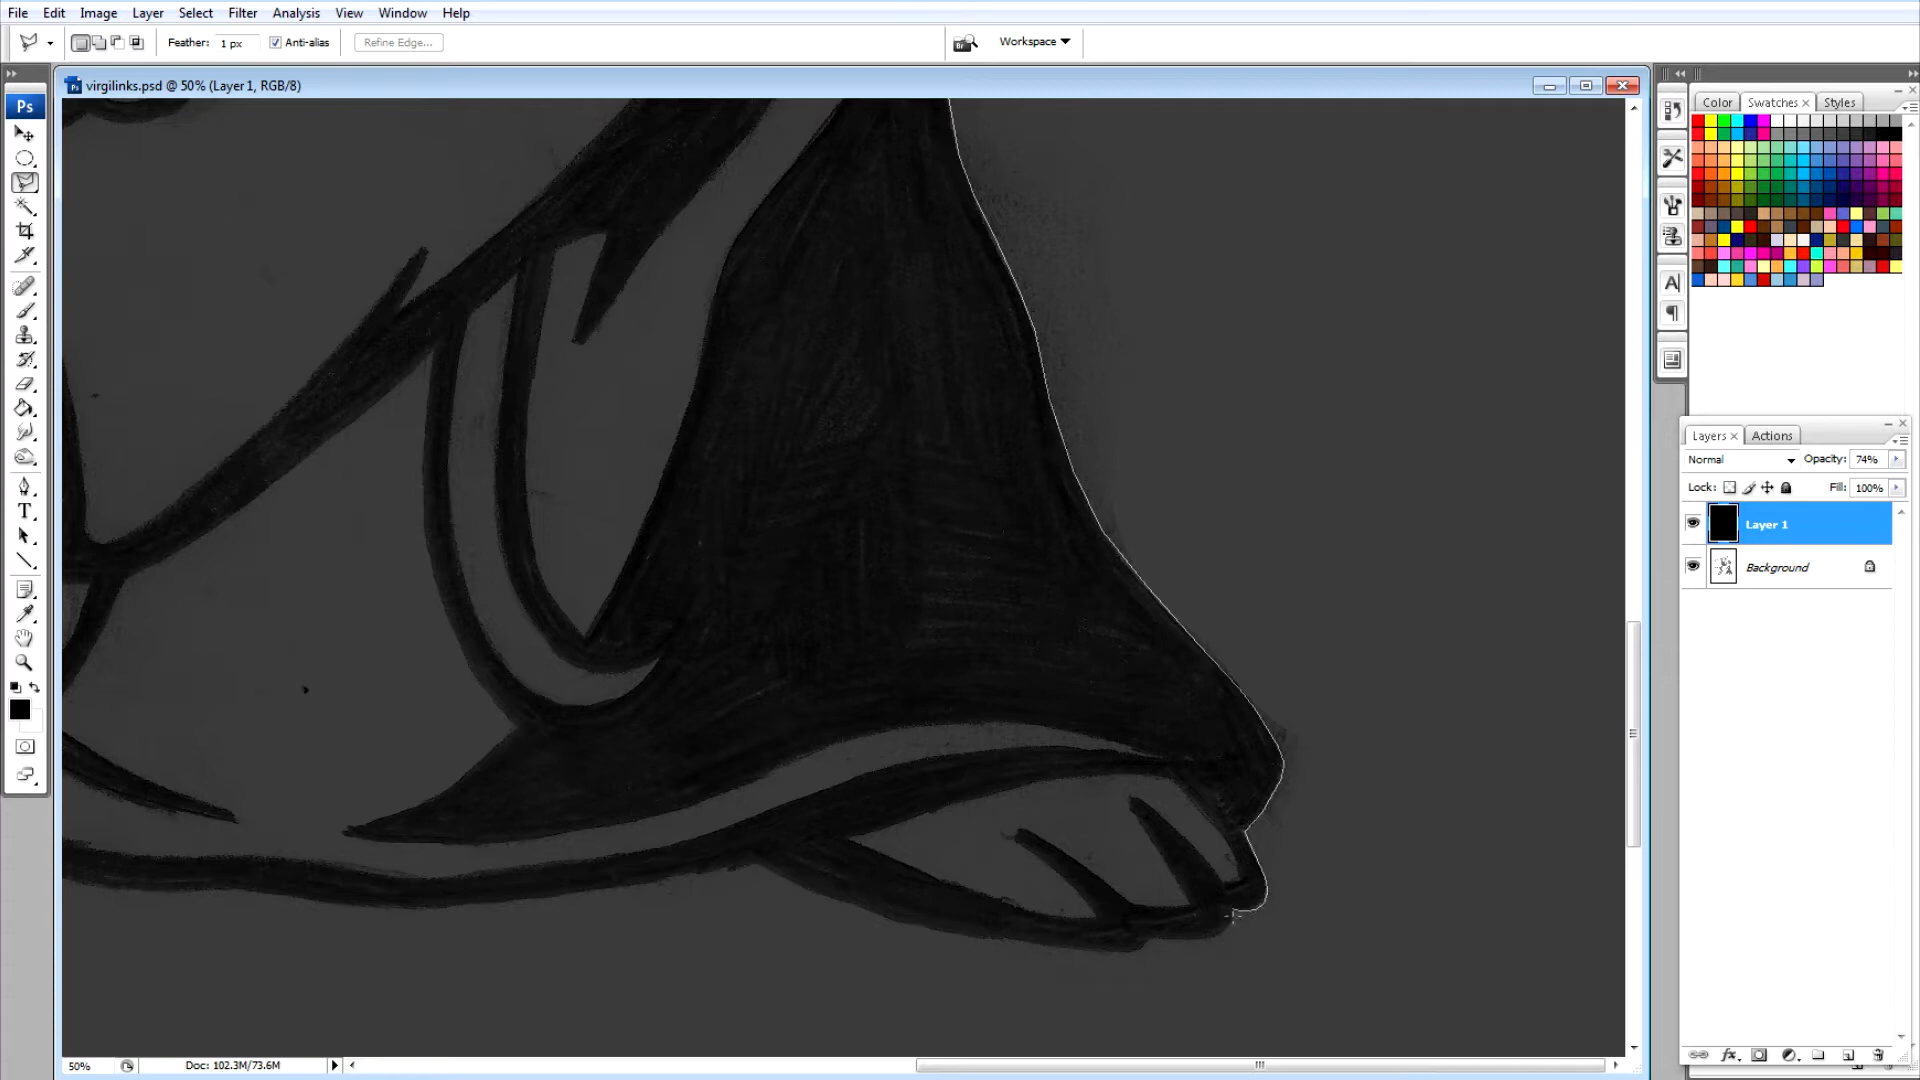 File Edit Image Layer Select Filter Analysis View Window Help
Feather: 1 px Anti-alias Refine Edge... Br Workspace
virgilinks.psd @ 50% (Layer 1, RGB/8)
Ps
Color Swatches Styles
Layers Actions
Normal Opacity: 74%
Lock: Fill: 100%
Layer 1
Background
50% Doc: 102.3M/73.6M